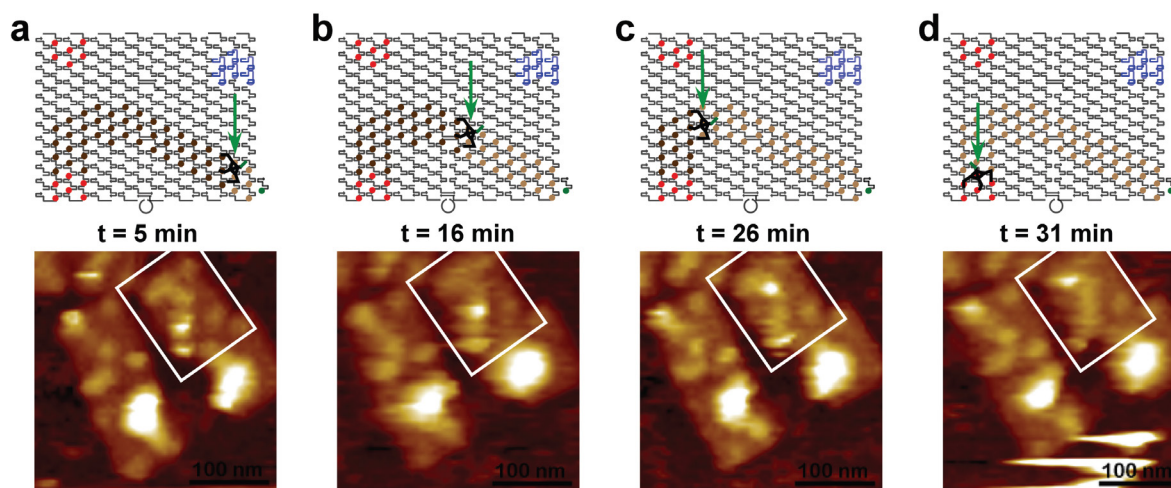 a
b
c
d
t = 5 min
t = 16 min
t = 26 min
t = 31 min
100 nm
100 nm
100 nm
100 nm